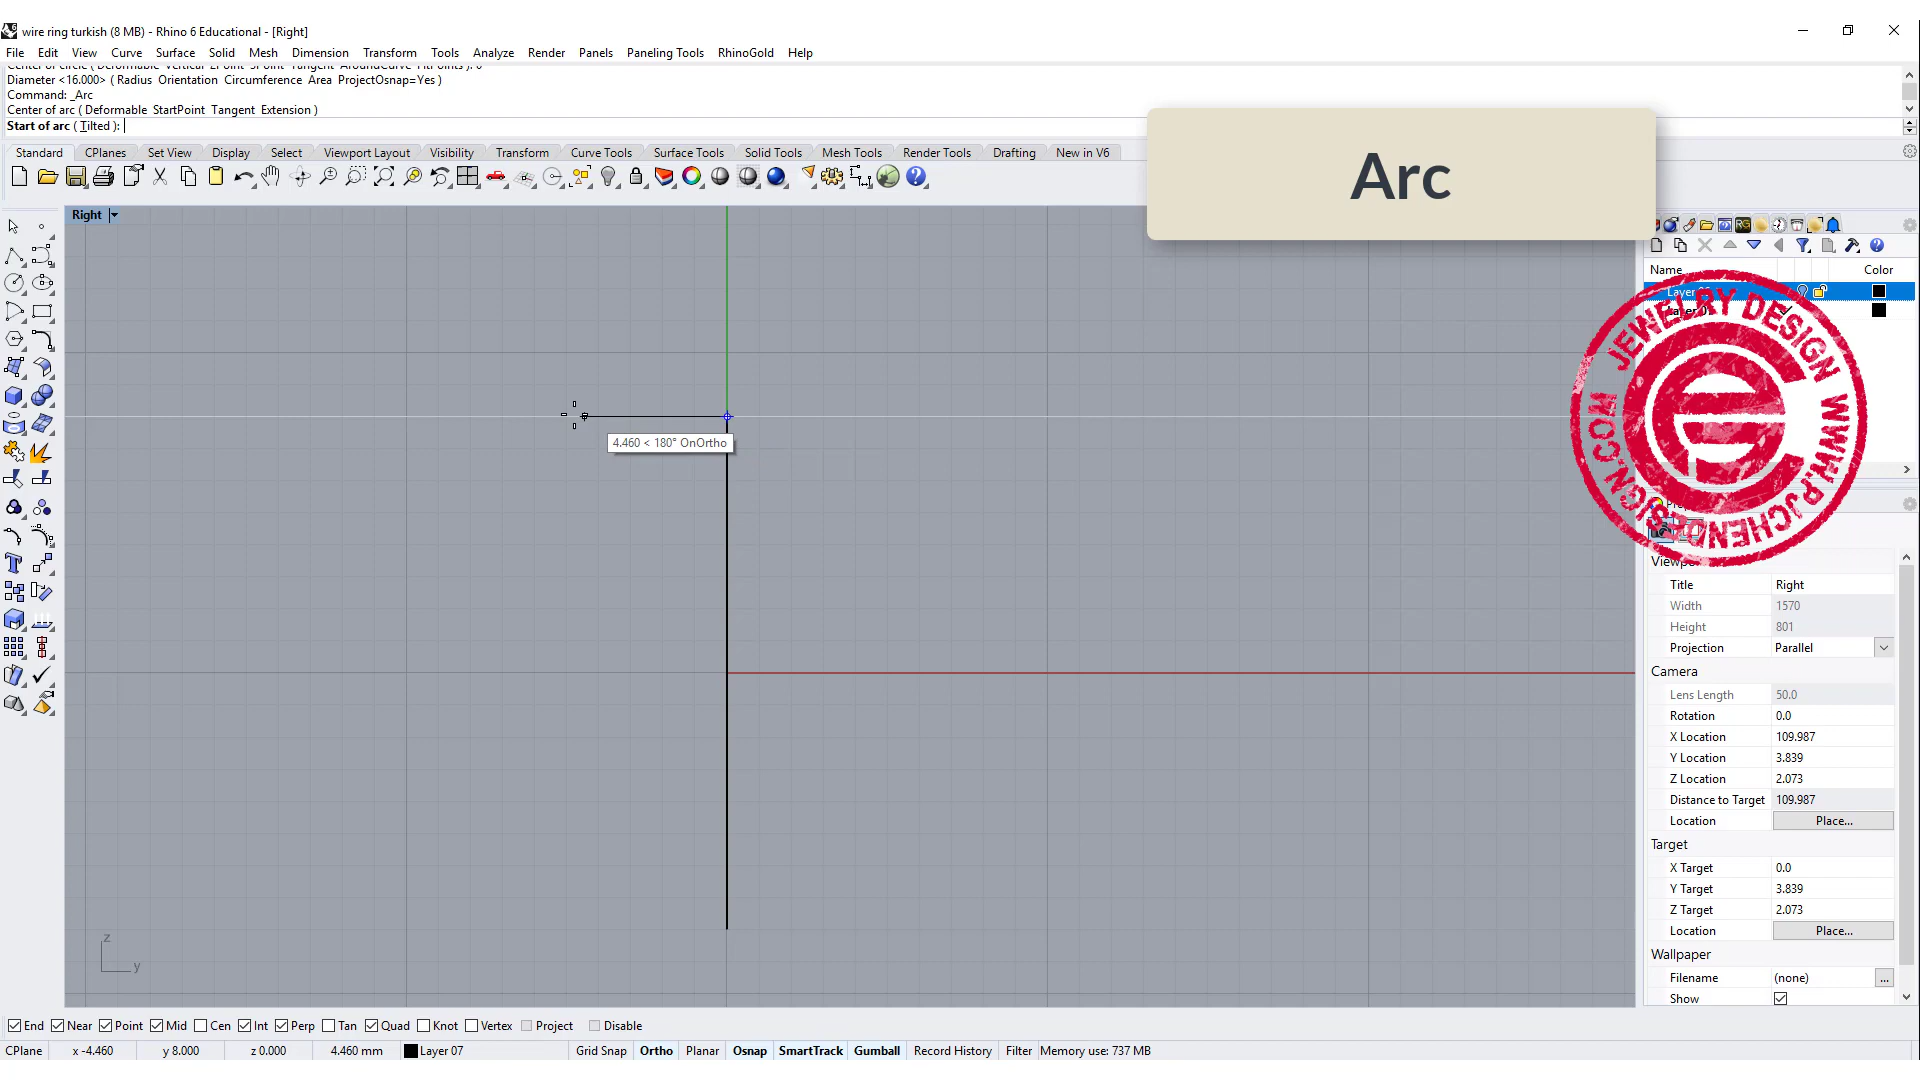 wire ring turkish (8 MB) - Rhino 6 Educational - [Right]
File Edit View Curve Surface Solid Mesh Dimension Transform Tools Analyze Render Panels Paneling Tools RhinoGold Help
Diameter <16.000> ( Radius Orientation Circumference Area ProjectOsnap=Yes )
Command: _Arc
Center of arc ( Deformable StartPoint Tangent Extension )
Start of arc ( Tilted ):
Arc
Standard CPlanes Set View Display Select Viewport Layout Visibility Transform Curve Tools Surface Tools Solid Tools Mesh Tools Render Tools Drafting New in V6
Right
Name Color
JEWELRY DESIGN WWW.PJCHENDESIGN.COM
4.460 < 180° OnOrtho
Title Right
Width 1570
Height 801
Projection Parallel
Camera
Lens Length 50.0
Rotation 0.0
X Location 109.987
Y Location 3.839
Z Location 2.073
Distance to Target 109.987
Location Place...
Target
X Target 0.0
Y Target 3.839
Z Target 2.073
Location Place...
Wallpaper
Filename (none) ...
Show
z
y
End Near Point Mid Cen Int Perp Tan Quad Knot Vertex Project Disable
CPlane x -4.460 y 8.000 z 0.000 4.460 mm Layer 07 Grid Snap Ortho Planar Osnap SmartTrack Gumball Record History Filter Memory use: 737 MB